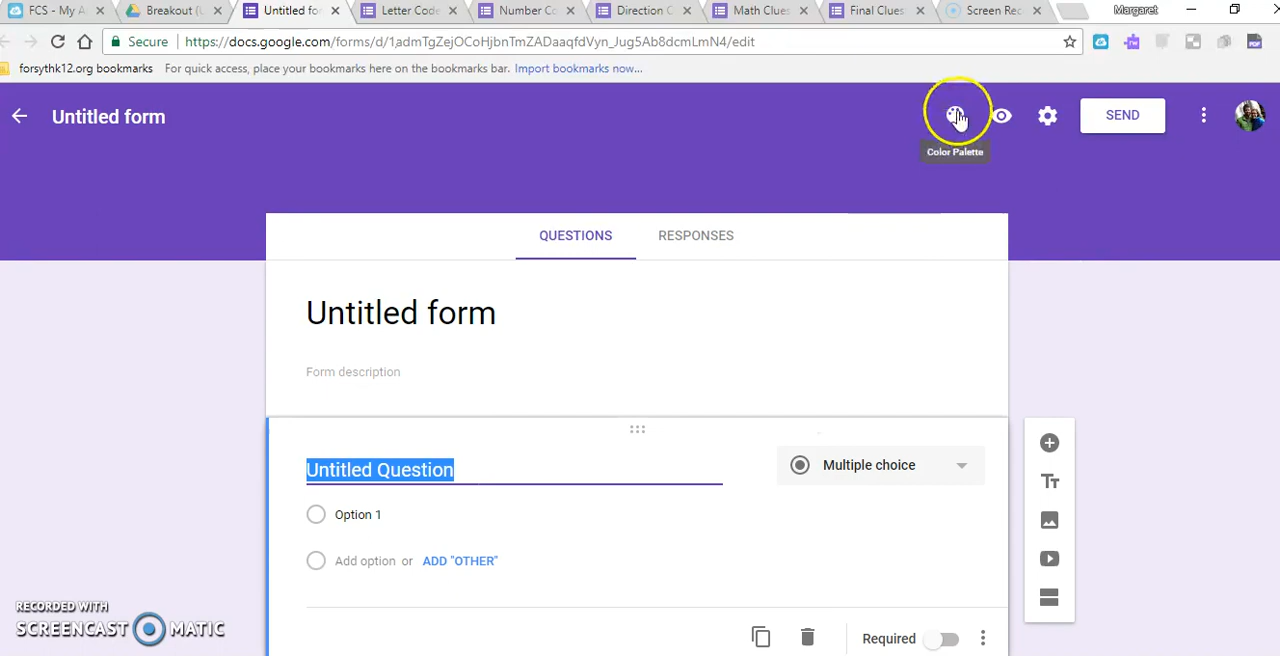 FCS - My A
Breakout (
Untitled fo
Letter Code
Number Co
Direction C
Math Clues
Final Clues
Screen Rec
Margaret
Secure
https://docs.google.com/forms/d/1JadmTgZejOCoHjbnTmZADaaqfdVyn_Jug5Ab8dcmLmN4/edit
forsythk12.org bookmarks
For quick access, place your bookmarks here on the bookmarks bar. Import bookmarks now...
Untitled form
SEND
Color Palette
QUESTIONS
RESPONSES
Untitled form
Form description
Untitled Question
Multiple choice
Option 1
Add option or ADD "OTHER"
Required
RECORDED WITH
SCREENCAST MATIC